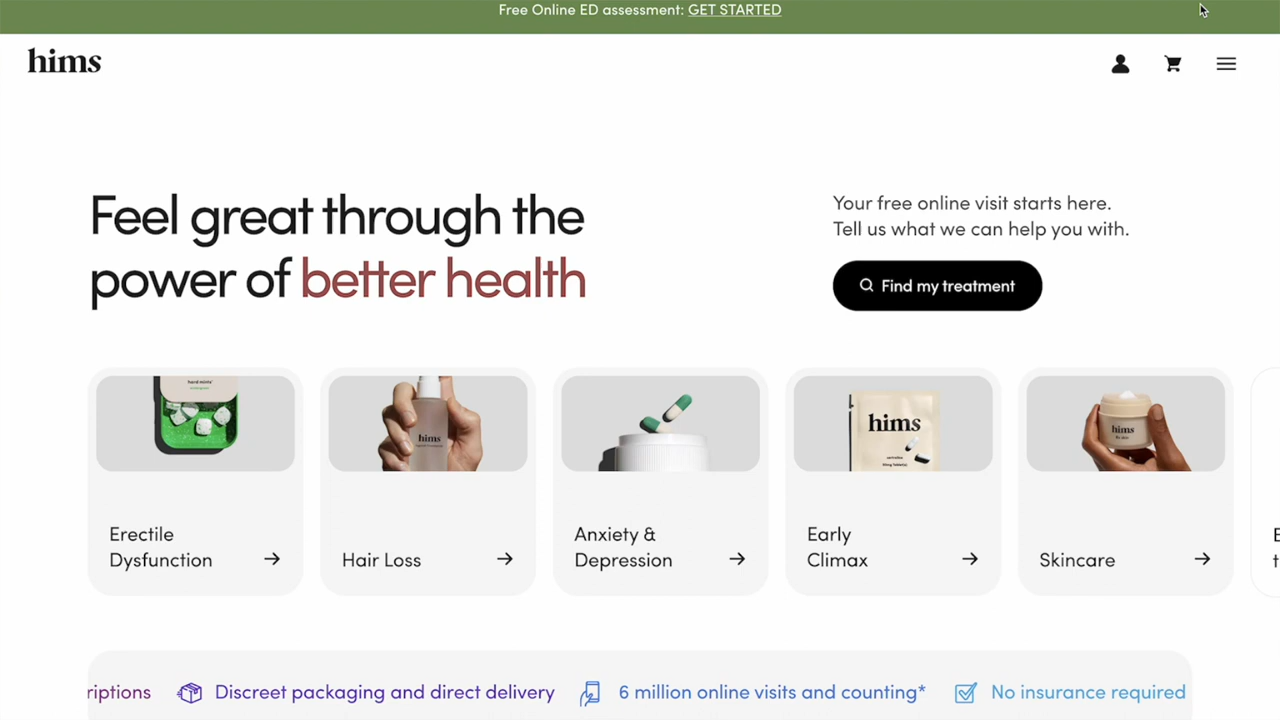 Free Online ED assessment: GET STARTED
hims
Feel great through the
power of better health
Your free online visit starts here.
Tell us what we can help you with.
Find my treatment
hard mints
hims
hims
sertraline
hims
Erectile
Dysfunction
Hair Loss
Anxiety &
Depression
Early
Climax
Skincare
riptions
Discreet packaging and direct delivery
6 million online visits and counting*
No insurance required